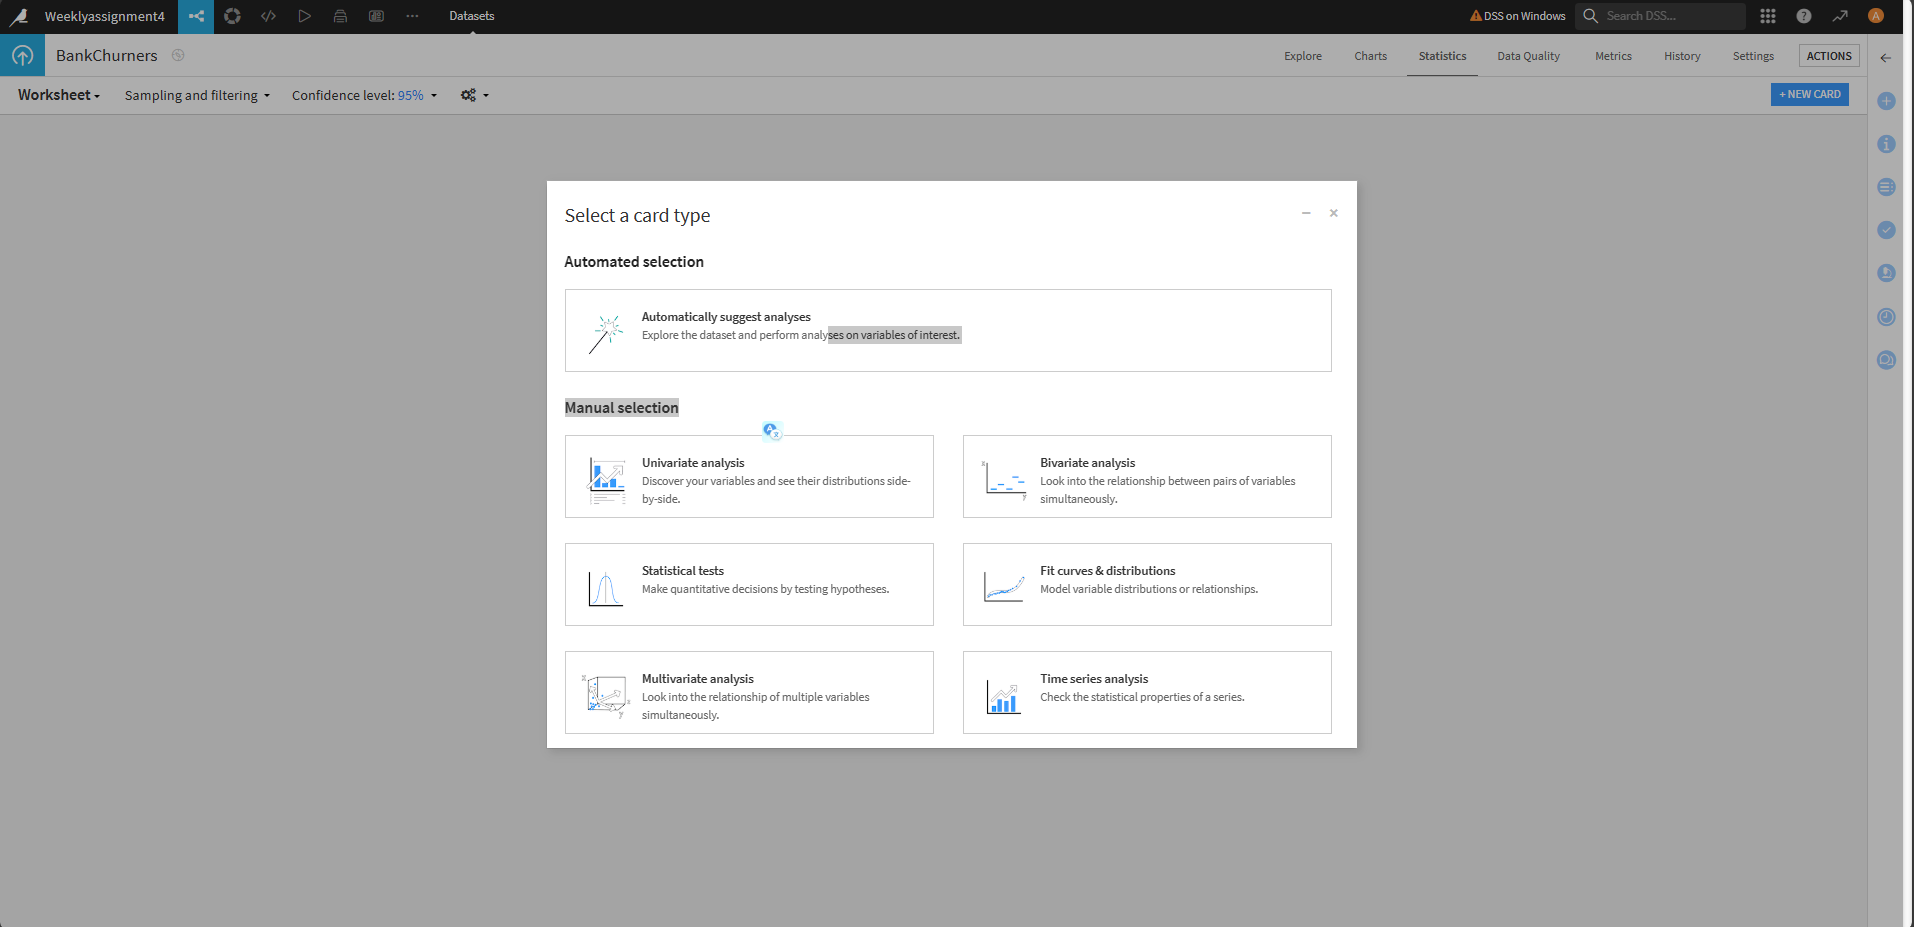 Weeklyassignment4
Datasets
DSS on Windows
Search DSS...
?
A
BankChurners
Explore
Charts
Statistics
Data Quality
Metrics
History
Settings
ACTIONS
Worksheet
Sampling and filtering
Confidence level: 95%
+ NEW CARD
Select a card type
Automated selection
Automatically suggest analyses
Explore the dataset and perform analyses on variables of interest.
Manual selection
Univariate analysis
Discover your variables and see their distributions side-
by-side.
Bivariate analysis
Look into the relationship between pairs of variables
simultaneously.
Statistical tests
Make quantitative decisions by testing hypotheses.
Fit curves & distributions
Model variable distributions or relationships.
Multivariate analysis
Look into the relationship of multiple variables
simultaneously.
Time series analysis
Check the statistical properties of a series.